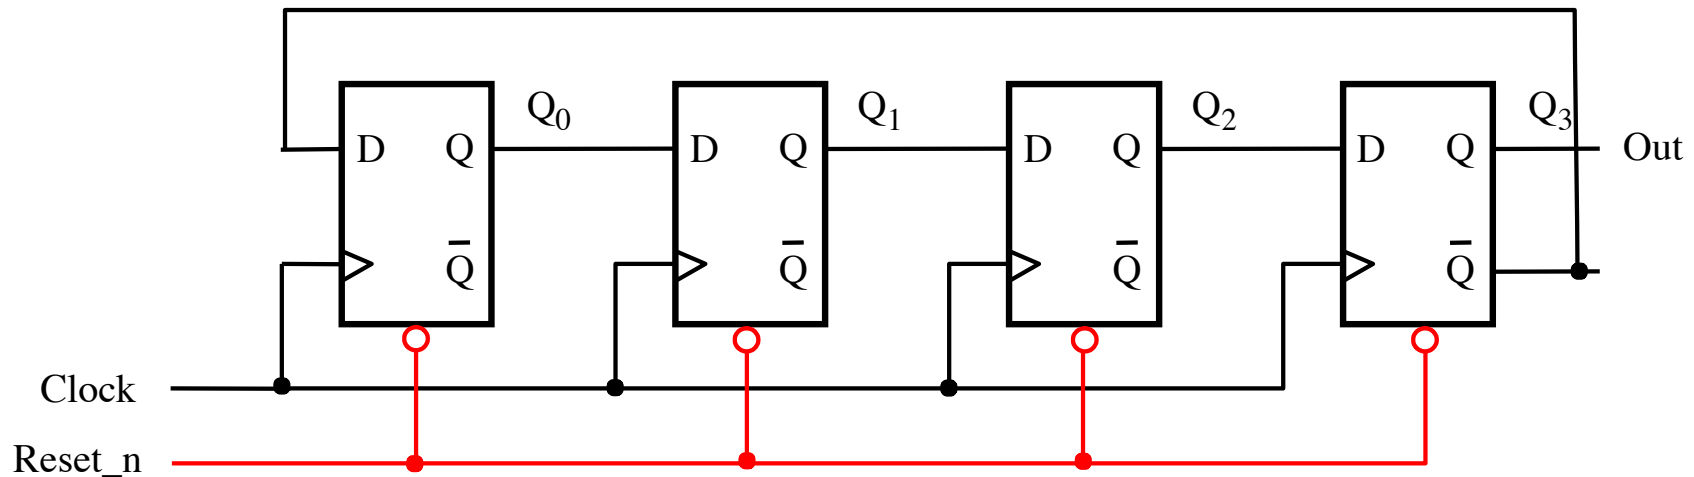 Q0 Q1 Q2 Q3
D Q D Q D Q D Q Out
Q̅ Q̅ Q̅ Q̅
Clock
Reset_n